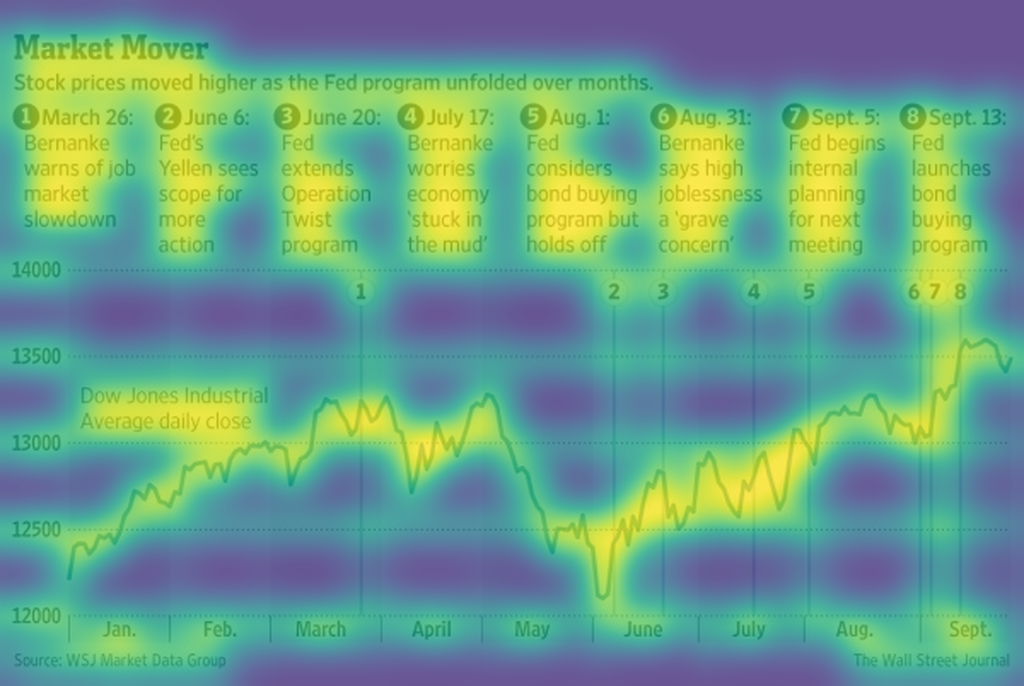 Market Mover
Stock prices moved higher as the Fed program unfolded over months.
1 March 26:
Bernanke
warns of job
market
slowdown
2 June 6:
Fed's
Yellen sees
scope for
more
action
3 June 20:
Fed
extends
Operation
Twist
program
4 July 17:
Bernanke
worries
economy
‘stuck in
the mud’
5 Aug. 1:
Fed
considers
bond buying
program but
holds off
6 Aug. 31:
Bernanke
says high
joblessness
a ‘grave
concern’
7 Sept. 5:
Fed begins
internal
planning
for next
meeting
8 Sept. 13:
Fed
launches
bond
buying
program
14000
1 2 3 4 5 6 7 8
13500
Dow Jones Industrial
Average daily close
13000
12500
12000
Jan. Feb. March April May June July Aug. Sept.
Source: WSJ Market Data Group
The Wall Street Journal